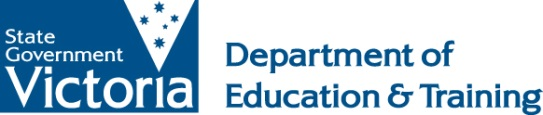 State
Government
Victoria
Department of
Education & Training